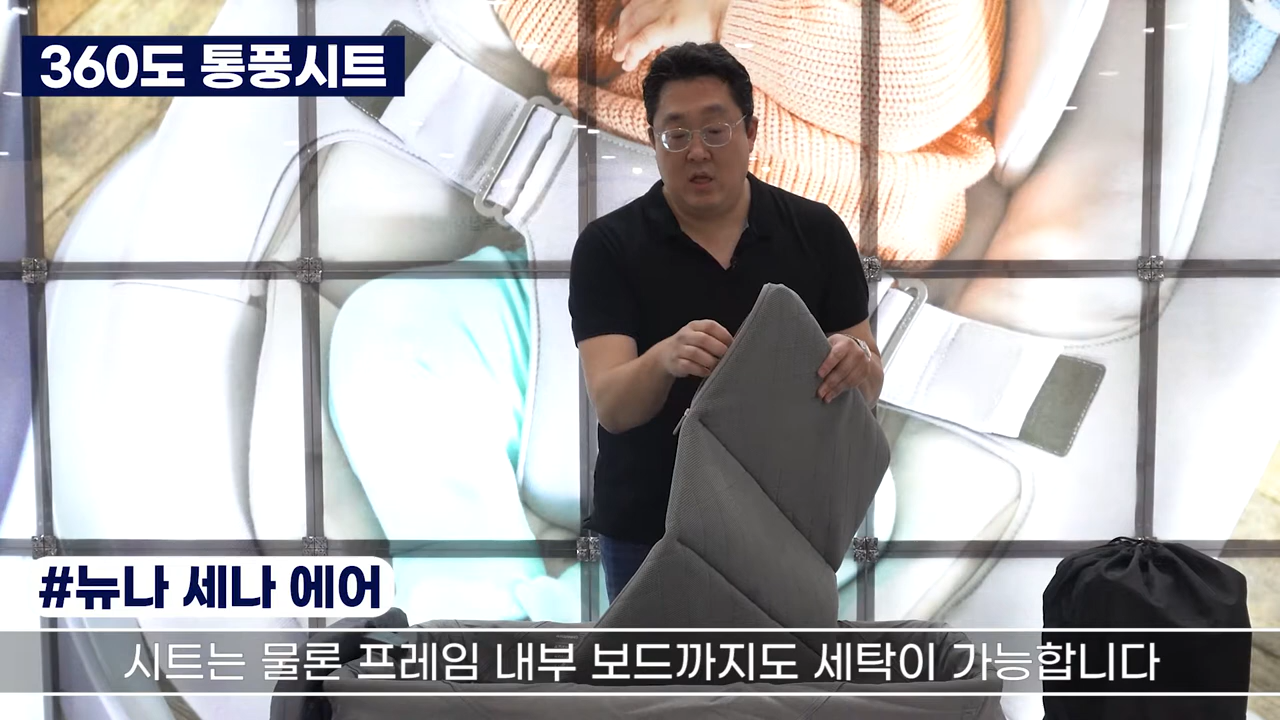 360도 통풍시트
#뉴나 세나 에어
시트는 물론 프레임 내부 보드까지도 세탁이 가능합니다